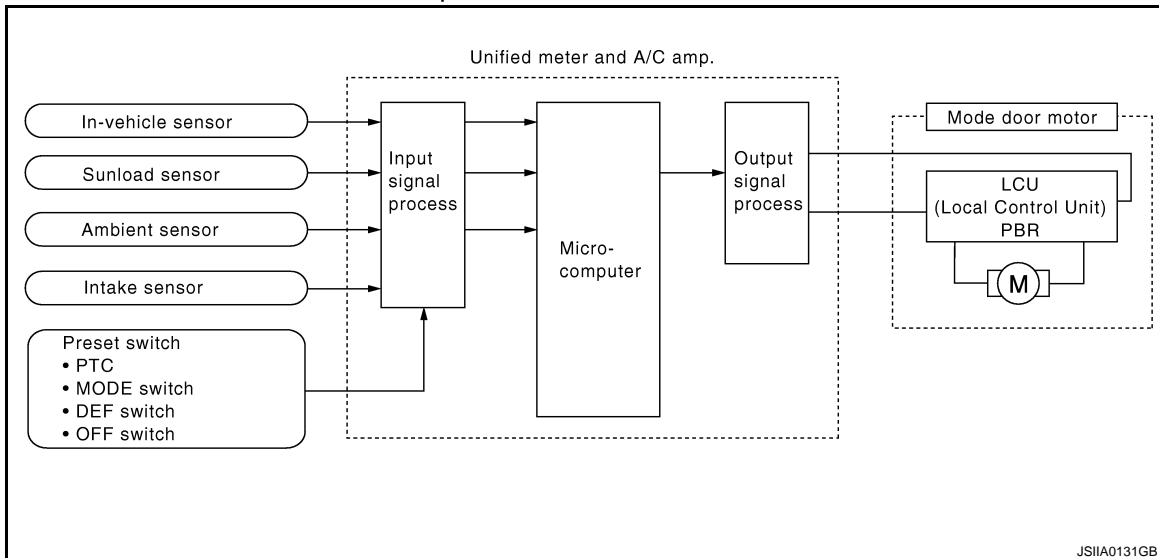 Unified meter and A/C amp.
In-vehicle sensor
Sunload sensor
Ambient sensor
Intake sensor
Preset switch
• PTC
• MODE switch
• DEF switch
• OFF switch
Input
signal
process
Micro-
computer
Output
signal
process
Mode door motor
LCU
(Local Control Unit)
PBR
M
JSIIA0131GB